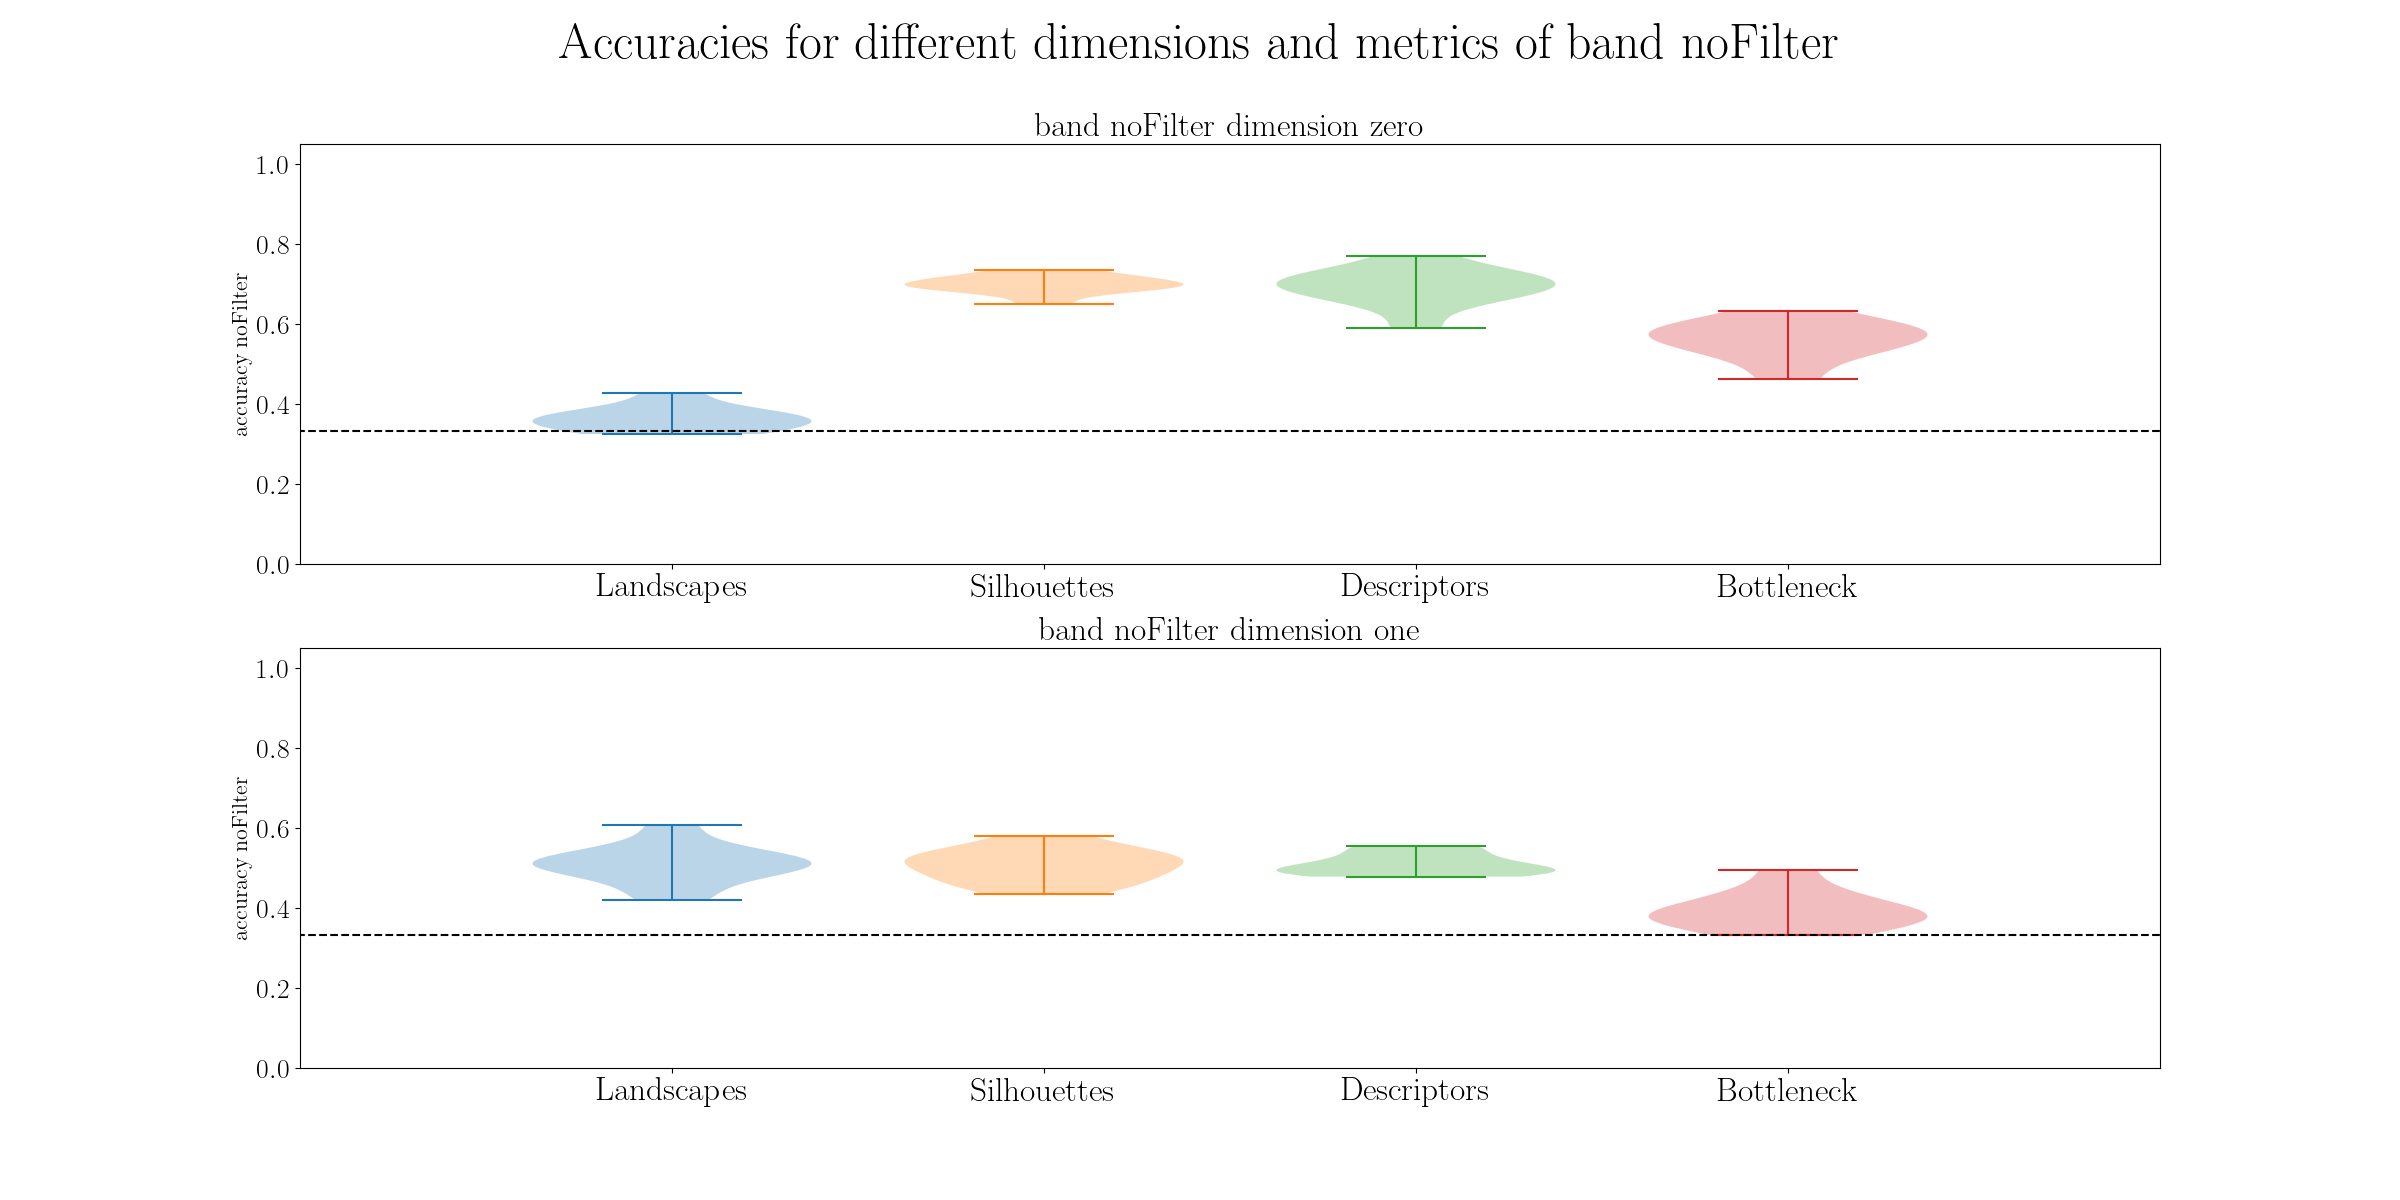 Accuracies for different dimensions and metrics of band noFilter
band noFilter dimension zero
accuracy noFilter
1.0
0.8
0.6
0.4
0.2
0.0
Landscapes Silhouettes Descriptors Bottleneck
band noFilter dimension one
accuracy noFilter
1.0
0.8
0.6
0.4
0.2
0.0
Landscapes Silhouettes Descriptors Bottleneck